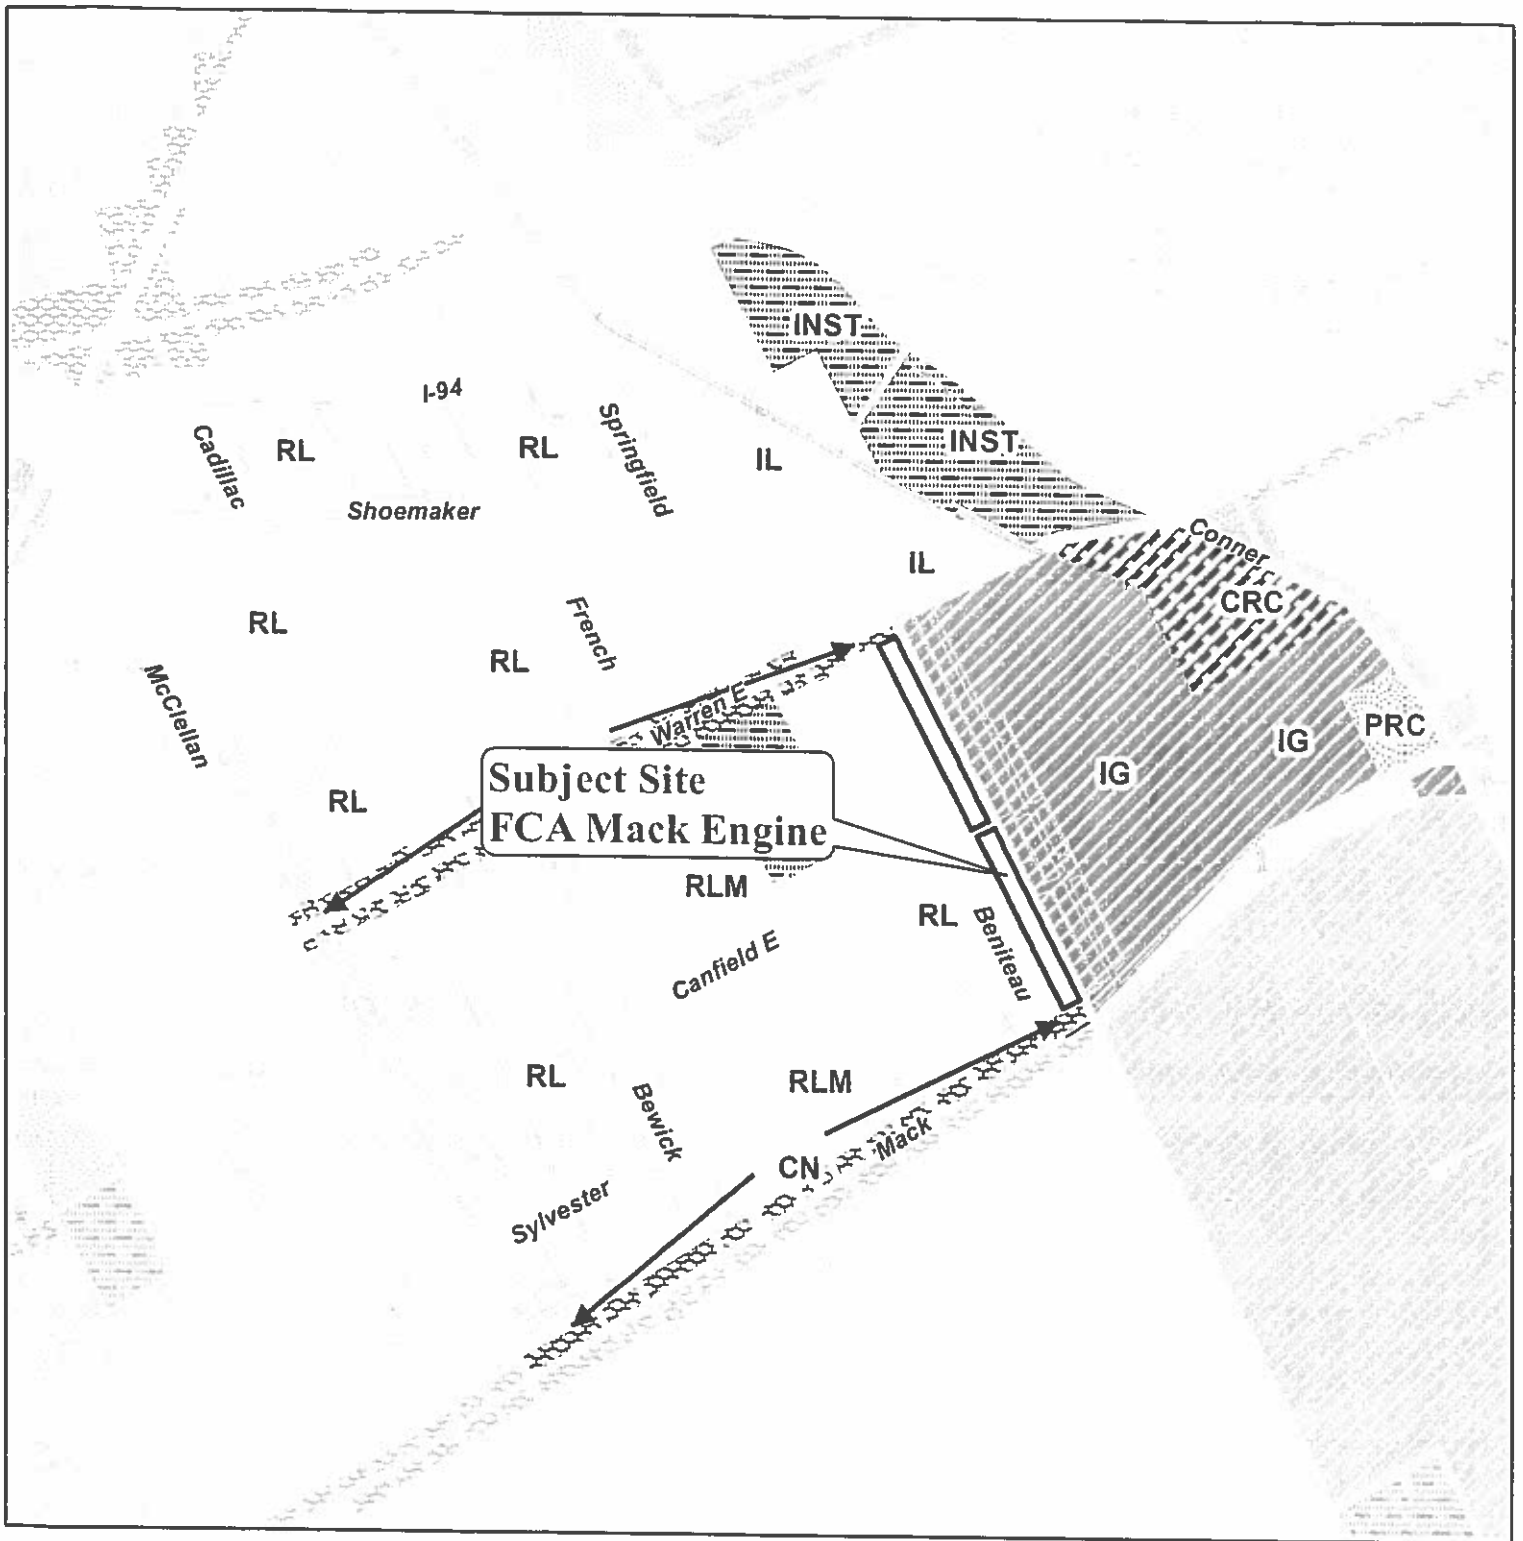 INST
I-94
Cadillac
RL
RL
Springfield
IL
INST
Shoemaker
Conner
IL
CRC
RL
French
RL
McClellan
Warren E
PRC
IG
IG
RL
Subject Site
FCA Mack Engine
RLM
RL
Beniteau
Canfield E
RL
RLM
Bewick
Mack
CN
Sylvester